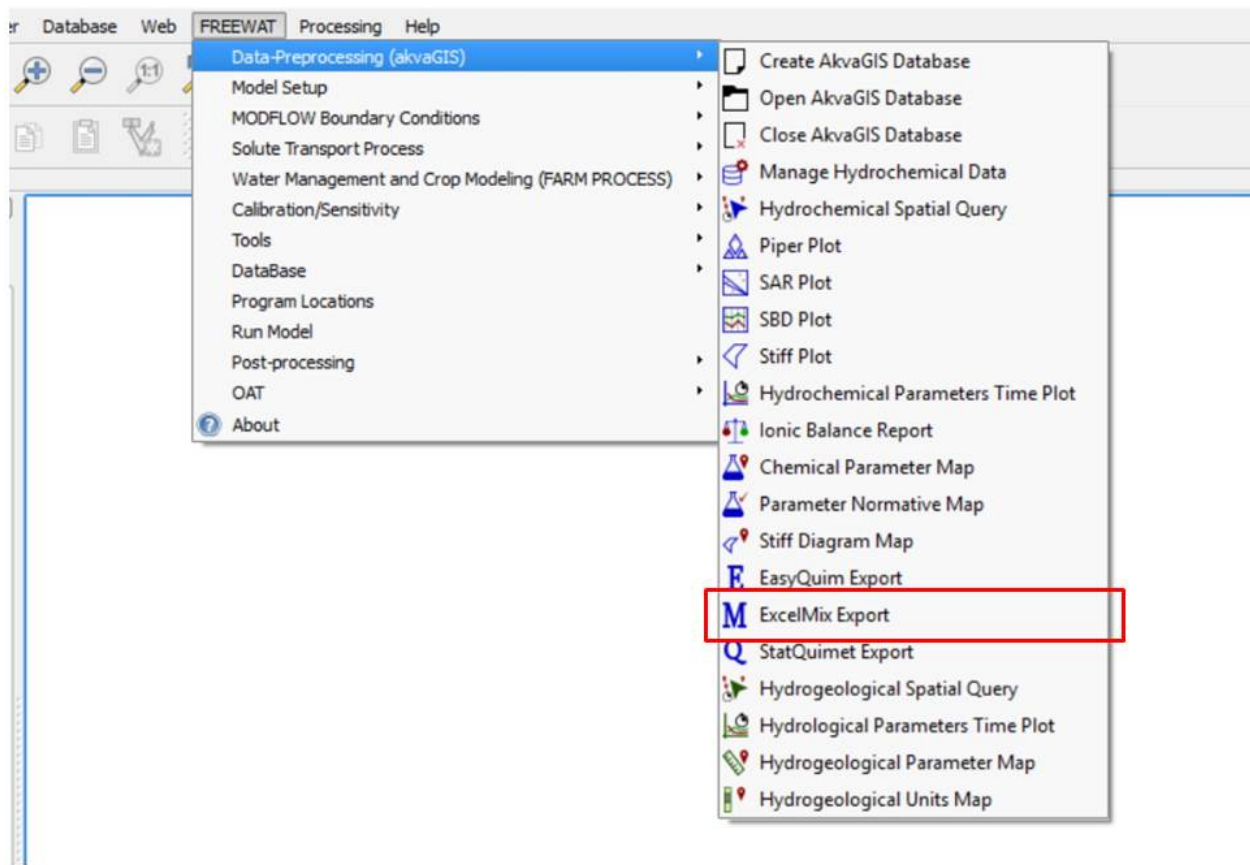 Database Web FREEWAT Processing Help
Data-Preprocessing (akvaGIS)
Model Setup
MODFLOW Boundary Conditions
Solute Transport Process
Water Management and Crop Modeling (FARM PROCESS)
Calibration/Sensitivity
Tools
DataBase
Program Locations
Run Model
Post-processing
OAT
About
Create AkvaGIS Database
Open AkvaGIS Database
Close AkvaGIS Database
Manage Hydrochemical Data
Hydrochemical Spatial Query
Piper Plot
SAR Plot
SBD Plot
Stiff Plot
Hydrochemical Parameters Time Plot
Ionic Balance Report
Chemical Parameter Map
Parameter Normative Map
Stiff Diagram Map
E EasyQuim Export
M ExcelMix Export
Q StatQuimet Export
Hydrogeological Spatial Query
Hydrological Parameters Time Plot
Hydrogeological Parameter Map
Hydrogeological Units Map